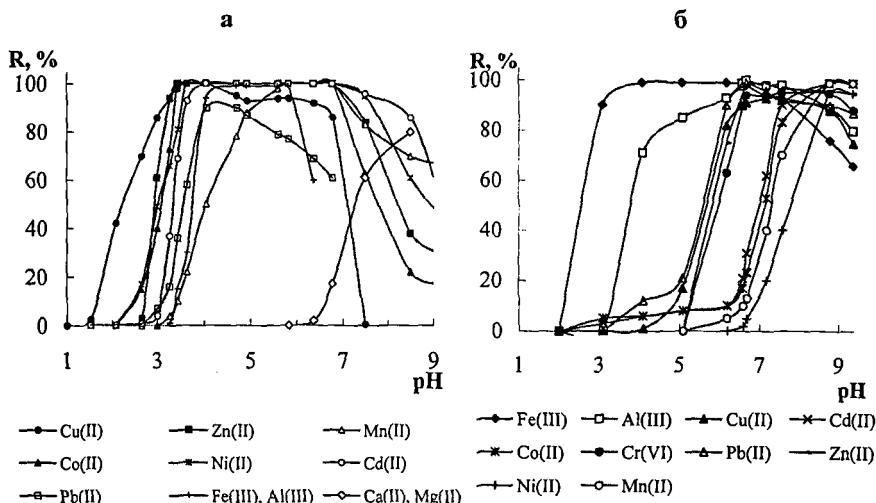 а
б
R, %
R, %
100
80
60
40
20
0
100
80
60
40
20
0
1 3 5 7 9
1 3 5 7 9
pH
pH
Cu(II) Zn(II) Mn(II)
Co(II) Ni(II) Cd(II)
Pb(II) Fe(III), Al(III) Ca(II), Mg(II)
Fe(III) Al(III) Cu(II) Cd(II)
Co(II) Cr(VI) Pb(II) Zn(II)
Ni(II) Mn(II)